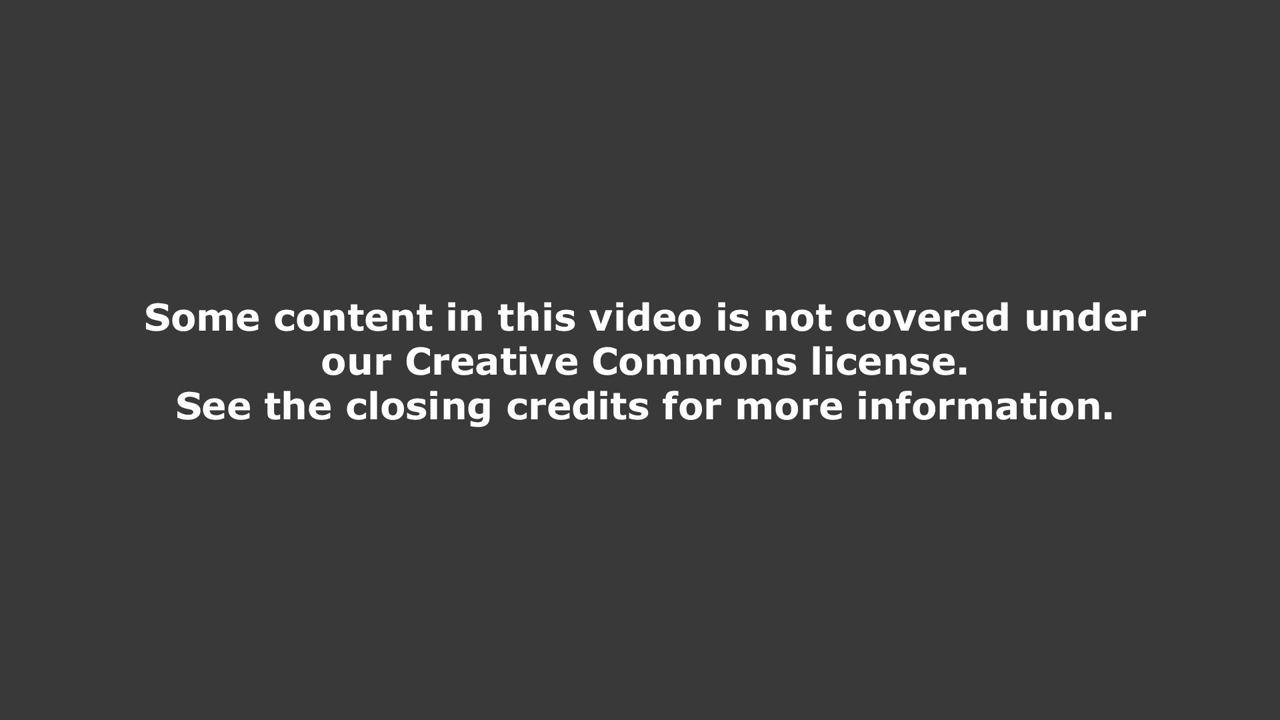 Some content in this video is not covered under
our Creative Commons license.
See the closing credits for more information.